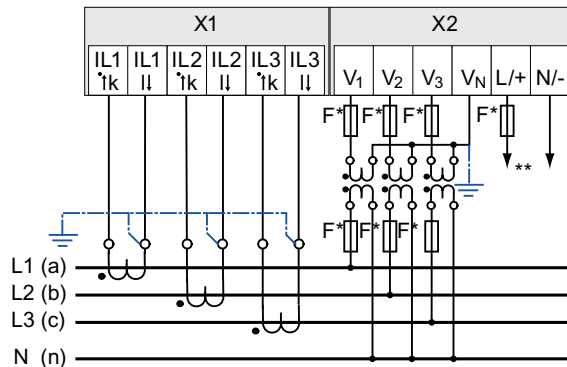 X1 X2
IL1 IL1 IL2 IL2 IL3 IL3
k l k l k l
V1 V2 V3 VN L/+ N/-
F* F* F* F*
**
F* F* F*
L1 (a)
L2 (b)
L3 (c)
N (n)